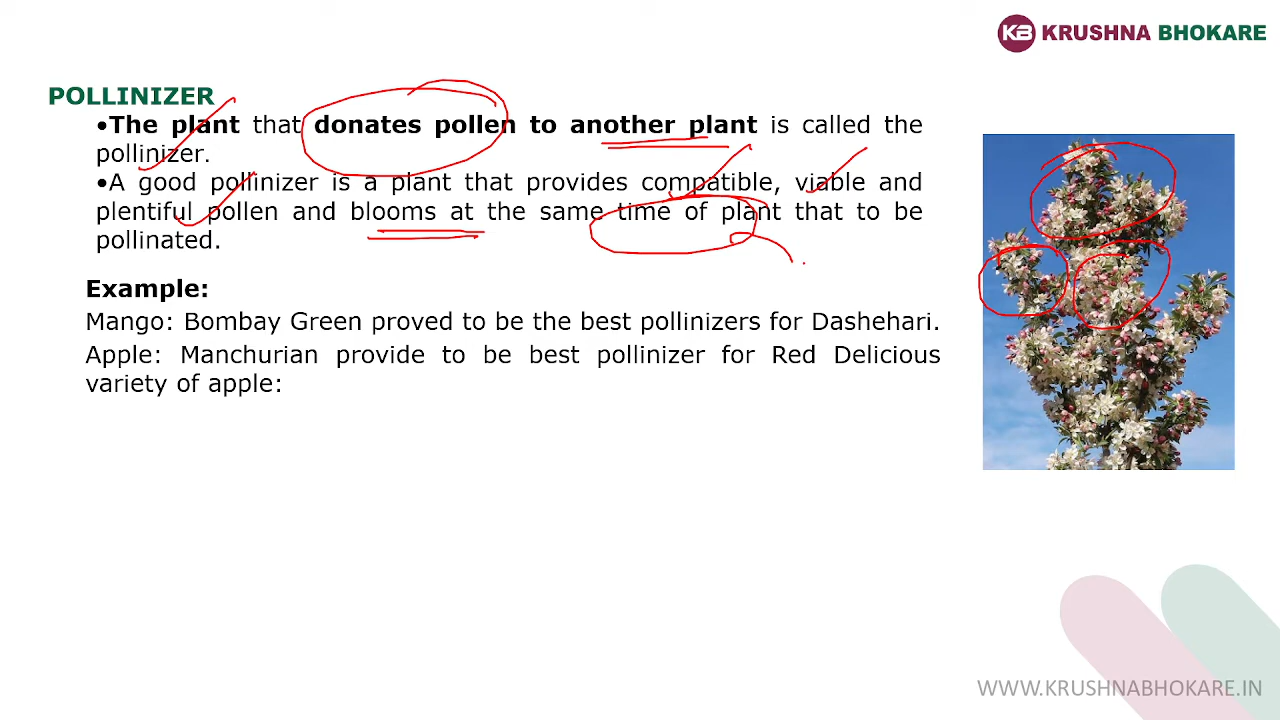 KB KRUSHNA BHOKARE
POLLINIZER
•The plant that donates pollen to another plant is called the
pollinizer.
•A good pollinizer is a plant that provides compatible, viable and
plentiful pollen and blooms at the same time of plant that to be
pollinated.
Example:
Mango: Bombay Green proved to be the best pollinizers for Dashehari.
Apple: Manchurian provide to be best pollinizer for Red Delicious
variety of apple:
WWW.KRUSHNABHOKARE.IN